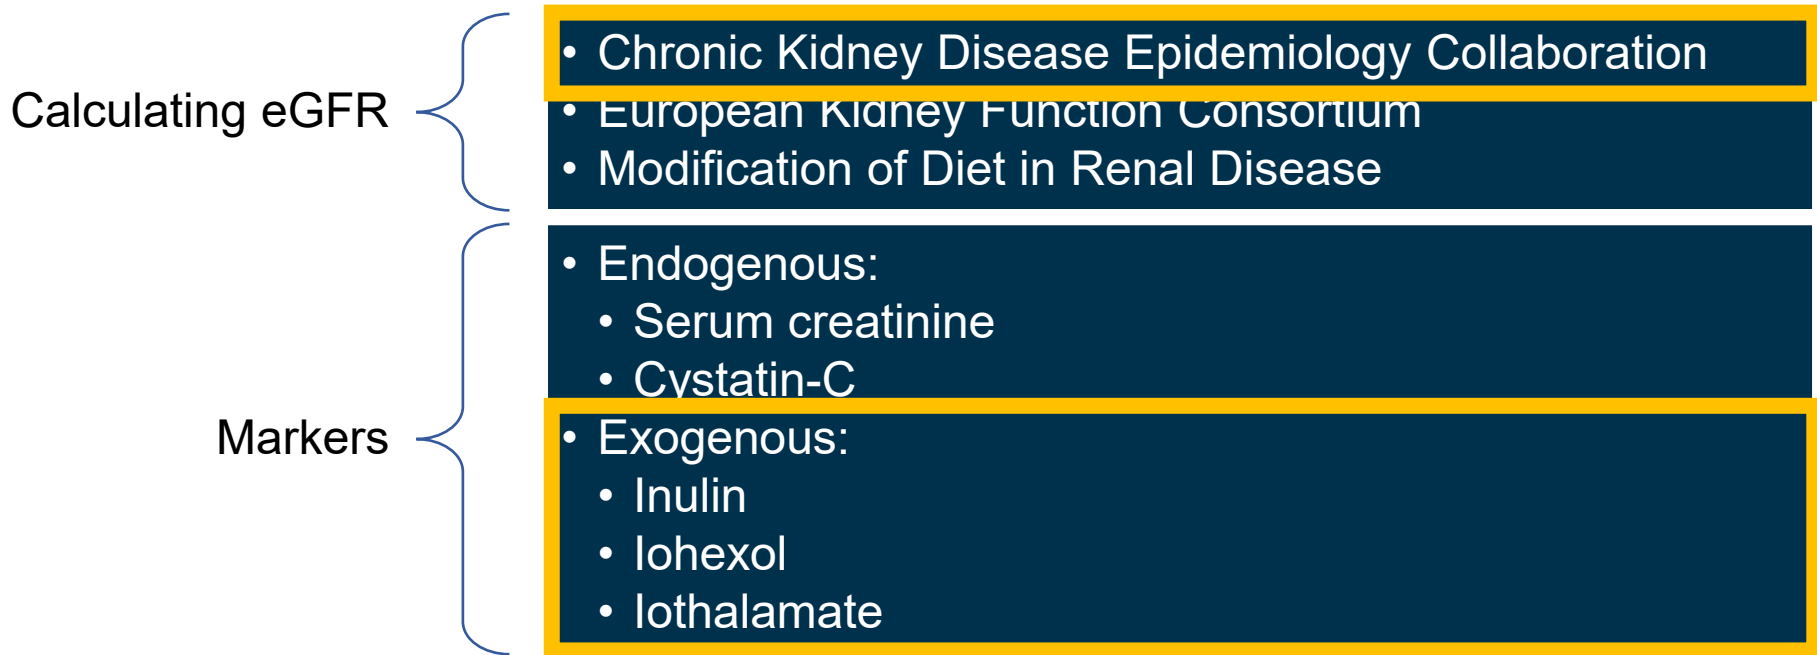 Calculating eGFR
• Chronic Kidney Disease Epidemiology Collaboration
• European Kidney Function Consortium
• Modification of Diet in Renal Disease
Markers
• Endogenous:
• Serum creatinine
• Cystatin-C
• Exogenous:
• Inulin
• Iohexol
• Iothalamate